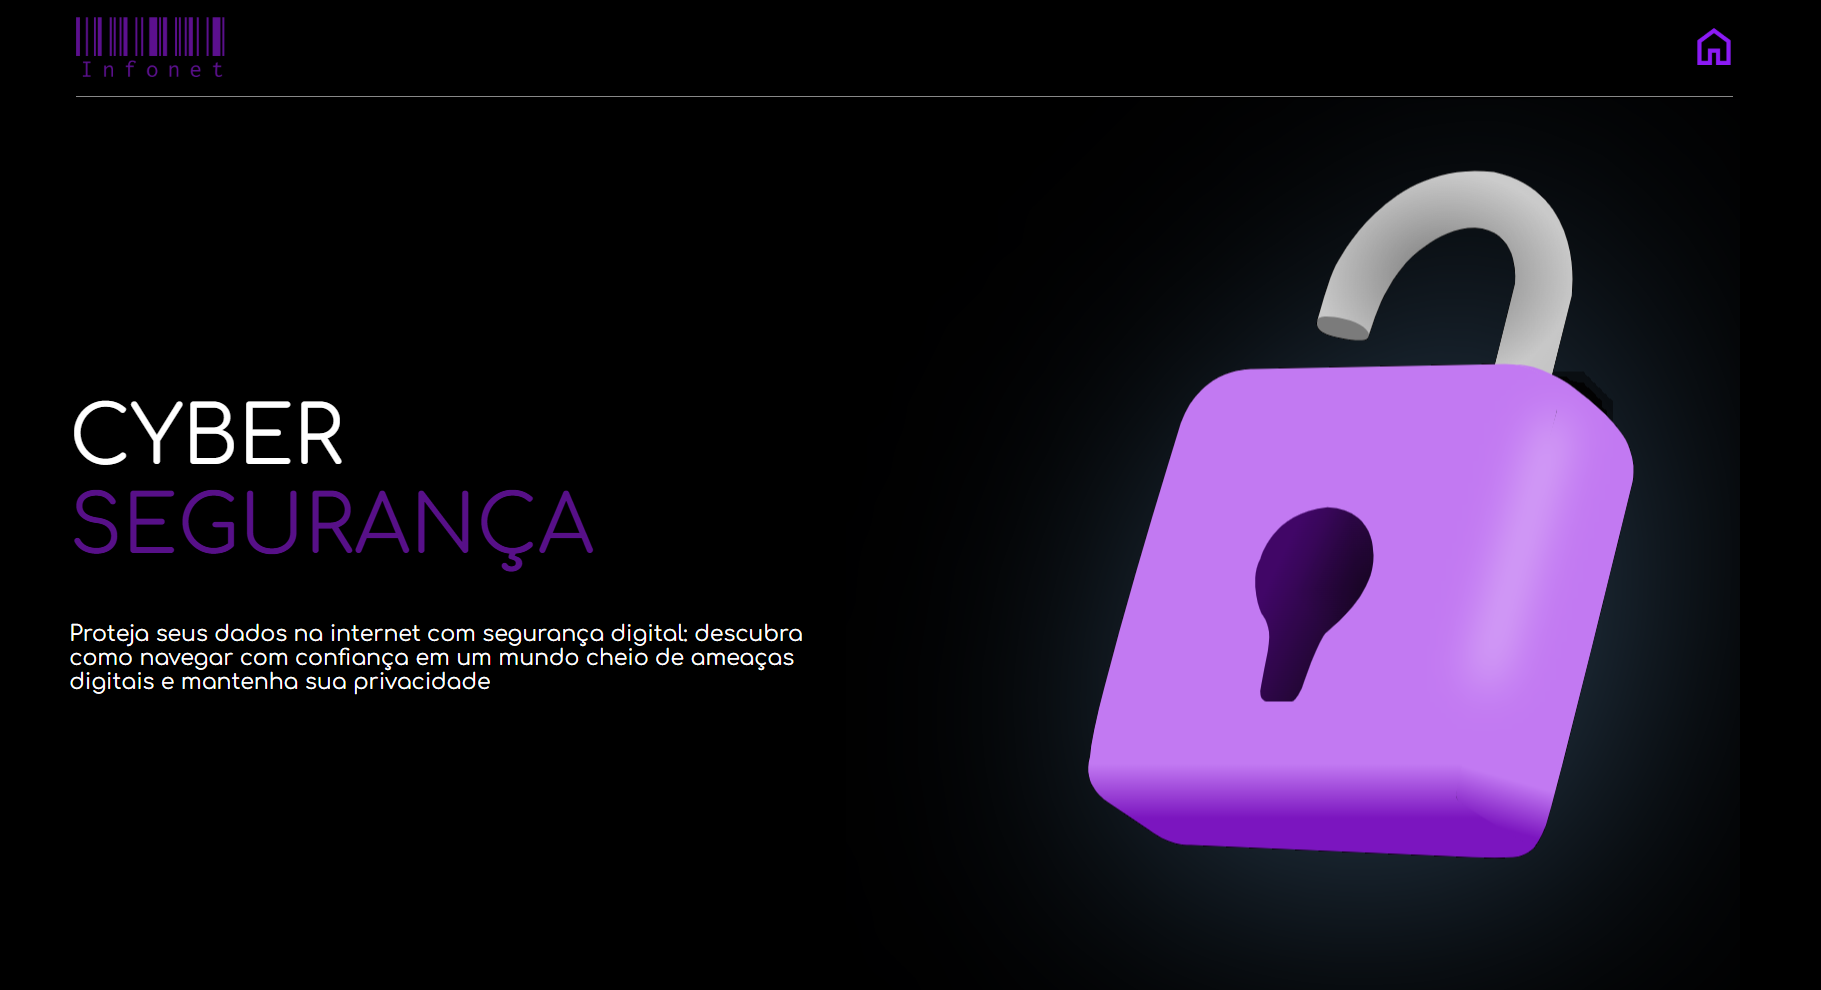 Infonet
CYBER
SEGURANÇA
Proteja seus dados na internet com segurança digital: descubra
como navegar com confiança em um mundo cheio de ameaças
digitais e mantenha sua privacidade